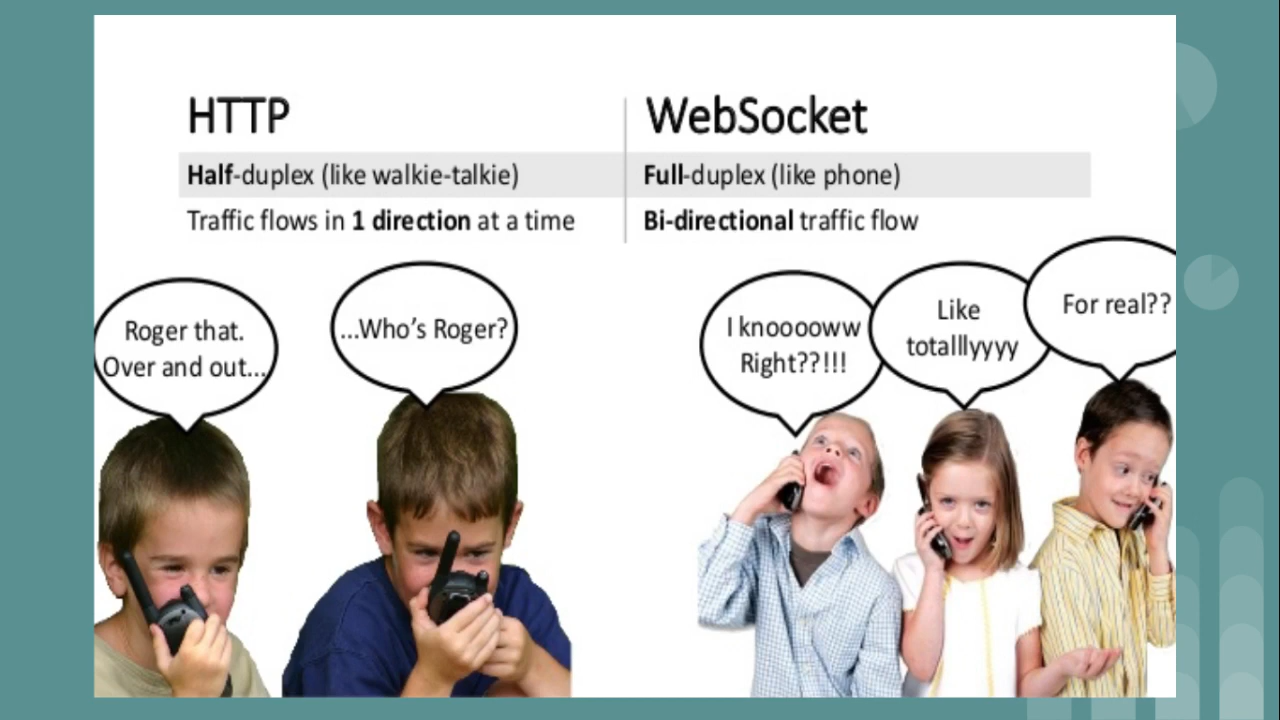 HTTP
Half-duplex (like walkie-talkie)
Traffic flows in 1 direction at a time
WebSocket
Full-duplex (like phone)
Bi-directional traffic flow
Roger that.
Over and out...
...Who's Roger?
I knooooww
Right??!!!
Like
totalllyyyy
For real??